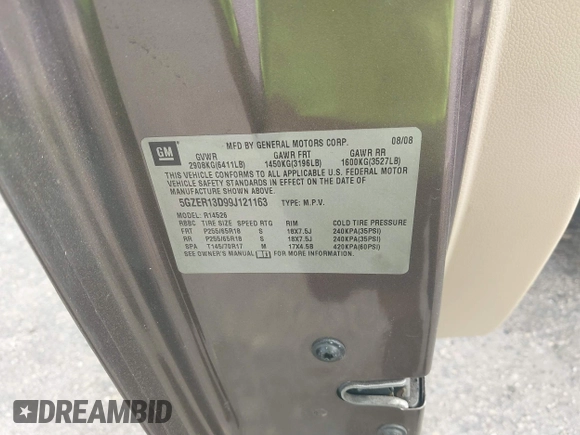 GM
MFD BY GENERAL MOTORS CORP. 08/08
GVWR GAWR FRT GAWR RR
2908KG(6411LB) 1450KG(3196LB) 1600KG(3527LB)
THIS VEHICLE CONFORMS TO ALL APPLICABLE U.S. FEDERAL MOTOR
VEHICLE SAFETY STANDARDS IN EFFECT ON THE DATE OF
MANUFACTURE SHOWN ABOVE.
5GZER13D99J121163 TYPE: M.P.V.
MODEL: R14526
RBBC TIRE SIZE SPEED RTG RIM COLD TIRE PRESSURE
FRT P255/65R18 S 18X7.5J 240KPA(35PSI)
RR P255/65R18 S 18X7.5J 240KPA(35PSI)
SPA T145/70R17 M 17X4.5B 420KPA(60PSI)
SEE OWNER'S MANUAL FOR MORE INFORMATION.
DREAMBID